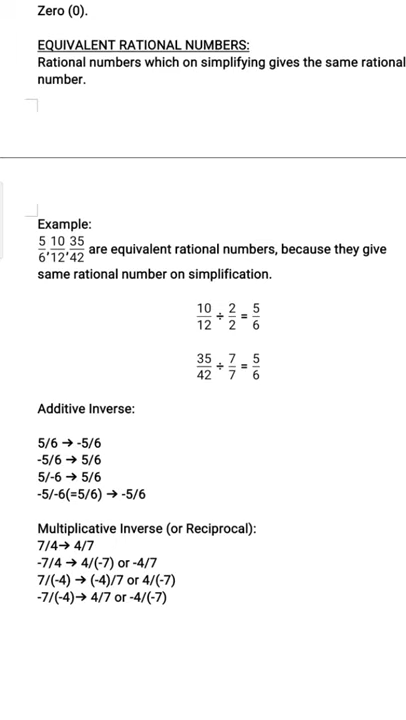 Zero (0).
EQUIVALENT RATIONAL NUMBERS:
Rational numbers which on simplifying gives the same rational
number.
Example:
5/6, 10/12, 35/42 are equivalent rational numbers, because they give
same rational number on simplification.
10/12 ÷ 2/2 = 5/6
35/42 ÷ 7/7 = 5/6
Additive Inverse:
5/6 → -5/6
-5/6 → 5/6
5/-6 → 5/6
-5/-6(=5/6) → -5/6
Multiplicative Inverse (or Reciprocal):
7/4→ 4/7
-7/4 → 4/(-7) or -4/7
7/(-4) → (-4)/7 or 4/(-7)
-7/(-4)→ 4/7 or -4/(-7)